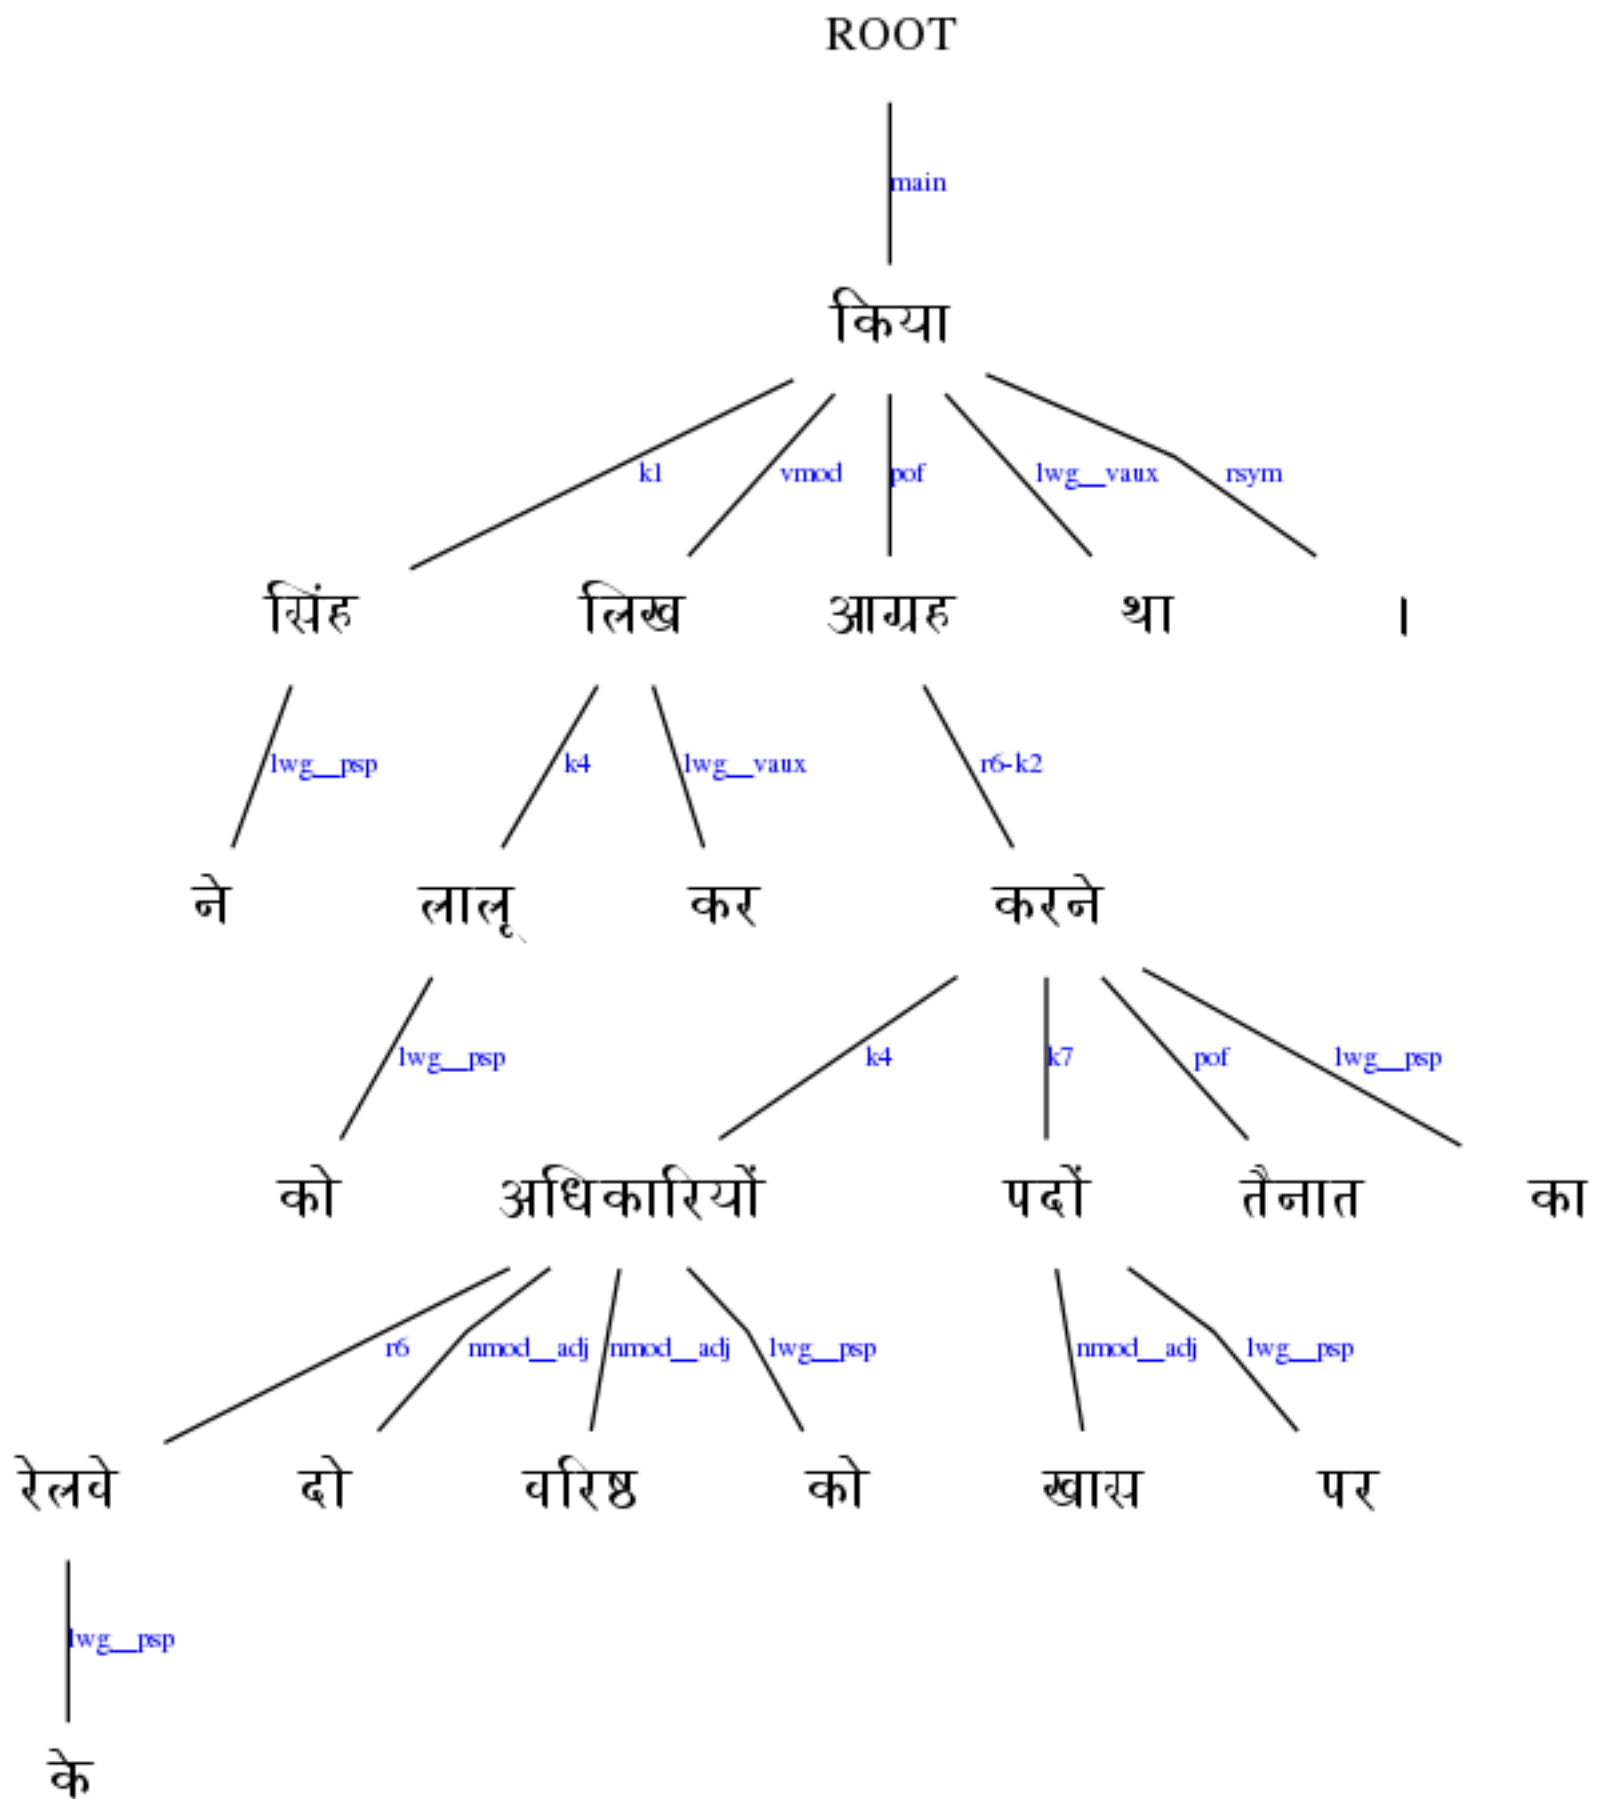 ROOT
main
किया
k1 vmod pof lwg__vaux rsym
सिंह लिख आग्रह था ।
lwg__psp k4 lwg__vaux r6-k2
ने लालू कर करने
lwg__psp k4 k7 pof lwg__psp
को अधिकारियों पदों तैनात का
r6 nmod__adj nmod__adj lwg__psp nmod__adj lwg__psp
रेलवे दो वरिष्ठ को खास पर
lwg__psp
के